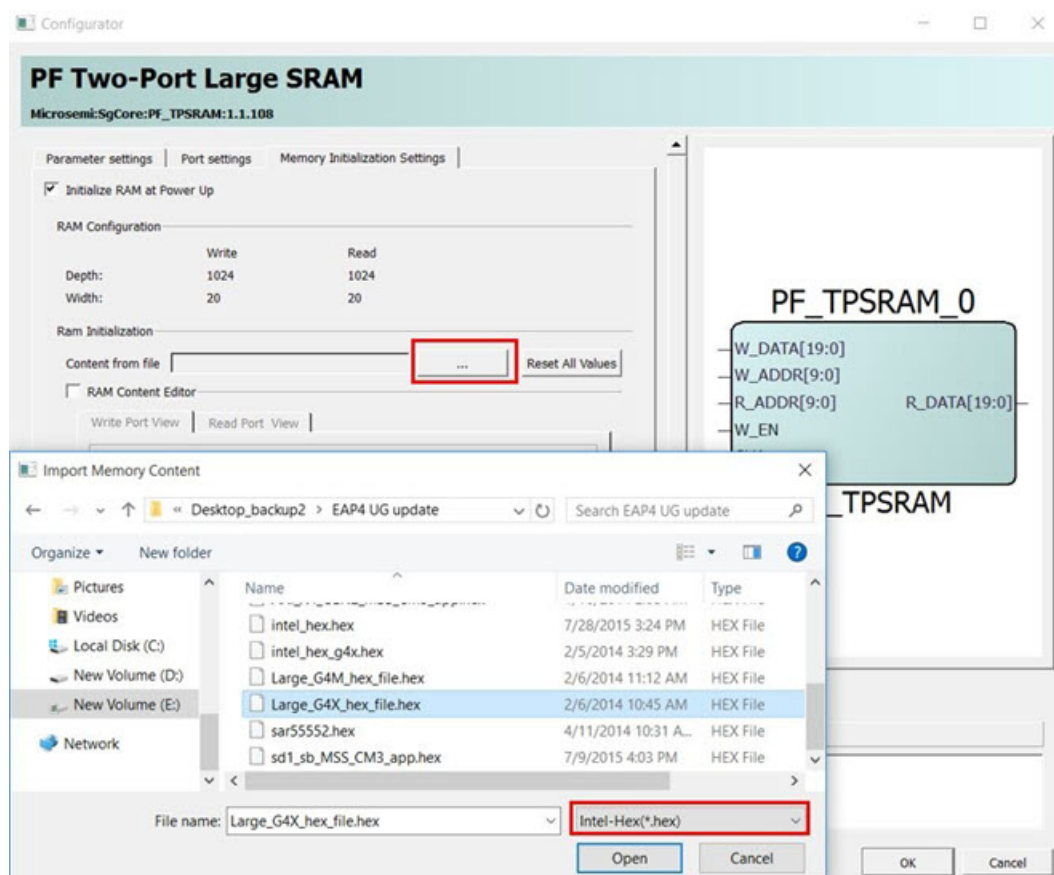 Configurator
PF Two-Port Large SRAM
Microsemi:SgCore:PF_TPSRAM:1.1.108
Parameter settings Port settings Memory Initialization Settings
Initialize RAM at Power Up
RAM Configuration
Write Read
Depth: 1024 1024
Width: 20 20
Ram Initialization
Content from file ... Reset All Values
RAM Content Editor
Write Port View Read Port View
PF_TPSRAM_0
W_DATA[19:0]
W_ADDR[9:0]
R_ADDR[9:0] R_DATA[19:0]
W_EN
_TPSRAM
Import Memory Content
« Desktop_backup2 > EAP4 UG update Search EAP4 UG update
Organize New folder
Pictures
Videos
Local Disk (C:)
New Volume (D:)
New Volume (E:)
Network
Name Date modified Type
intel_hex.hex 7/28/2015 3:24 PM HEX File
intel_hex_g4x.hex 2/5/2014 3:29 PM HEX File
Large_G4M_hex_file.hex 2/6/2014 11:12 AM HEX File
Large_G4X_hex_file.hex 2/6/2014 10:45 AM HEX File
sar55552.hex 4/11/2014 10:31 A... HEX File
sd1_sb_MSS_CM3_app.hex 7/9/2015 4:03 PM HEX File
File name: Large_G4X_hex_file.hex Intel-Hex(*.hex)
Open Cancel
OK Cancel